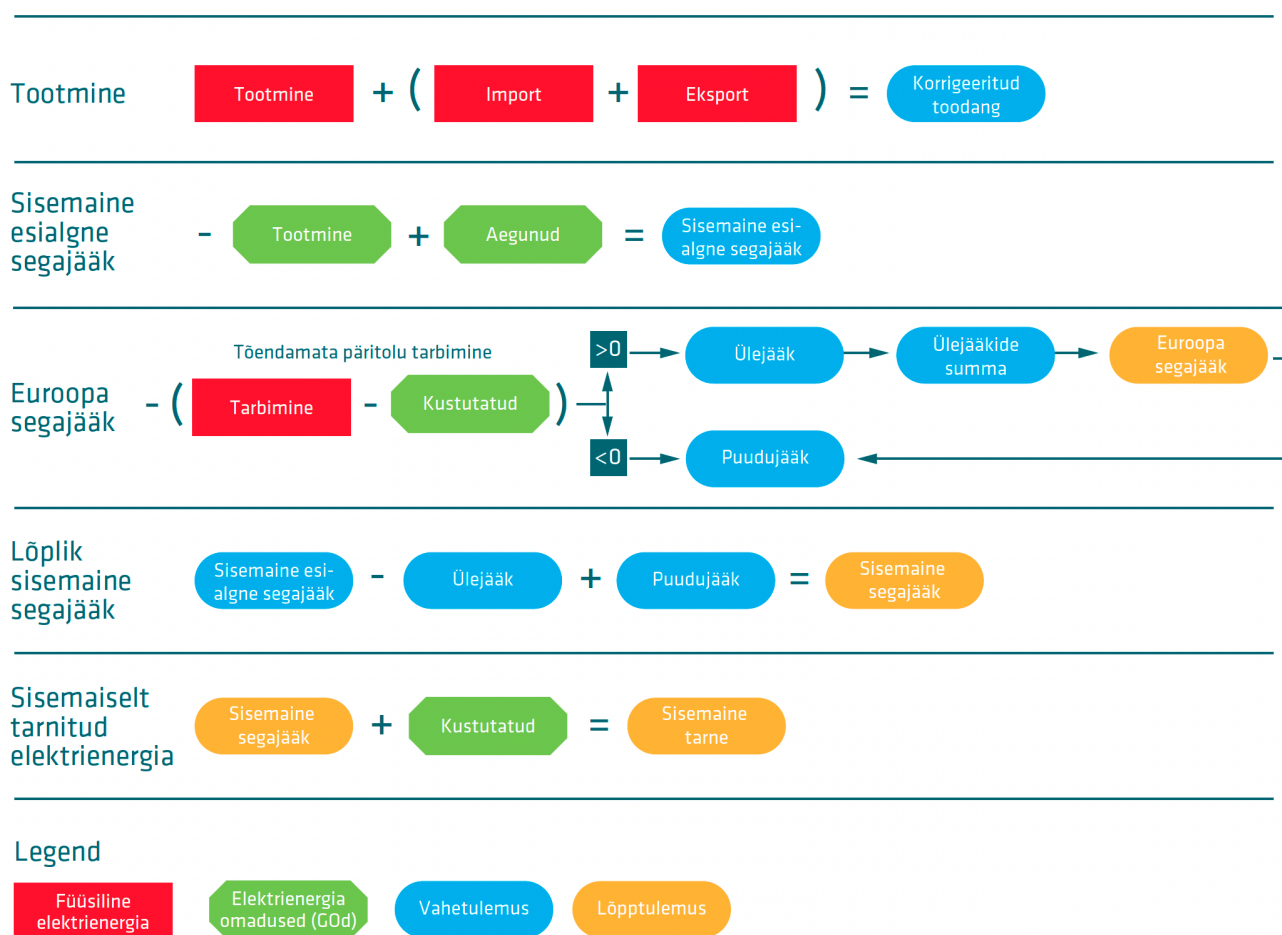 Tootmine
Tootmine + ( Import + Eksport ) = Korrigeeritud
toodang
Sisemaine
esialgne
segajääk
- Tootmine + Aegunud = Sisemaine esi-
algne segajääk
Tõendamata päritolu tarbimine
Euroopa
segajääk
- ( Tarbimine - Kustutatud )
>0
Ülejääk
Ülejääkide
summa
Euroopa
segajääk
<0
Puudujääk
Lõplik
sisemaine
segajääk
Sisemaine esi-
algne segajääk
- Ülejääk + Puudujääk = Sisemaine
segajääk
Sisemaiselt
tarnitud
elektrienergia
Sisemaine
segajääk
+ Kustutatud = Sisemaine
tarne
Legend
Füüsiline
elektrienergia
Elektrienergia
omadused (GOd)
Vahetulemus
Lõpptulemus